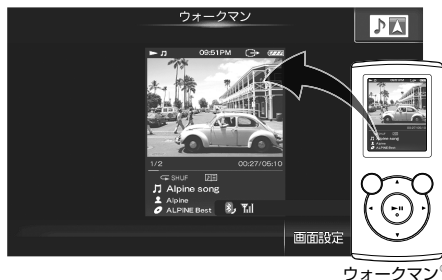 ウォークマン
09:51PM
1/2
00:27/05:10
SHUF
Alpine song
Alpine
ALPINE Best
画面設定
Alpine song
Alpine
ALPINE Best
ウォークマン®